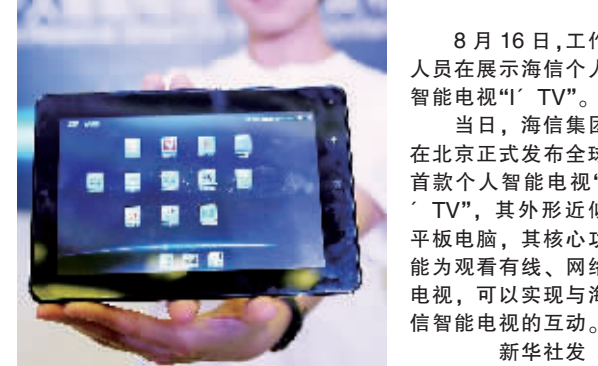 8月16日,工作
人员在展示海信个人
智能电视“I′ TV”。
当日，海信集团
在北京正式发布全球
首款个人智能电视“
′ TV”，其外形近似
平板电脑，其核心功
能为观看有线、网络
电视，可以实现与海
信智能电视的互动。
新华社发